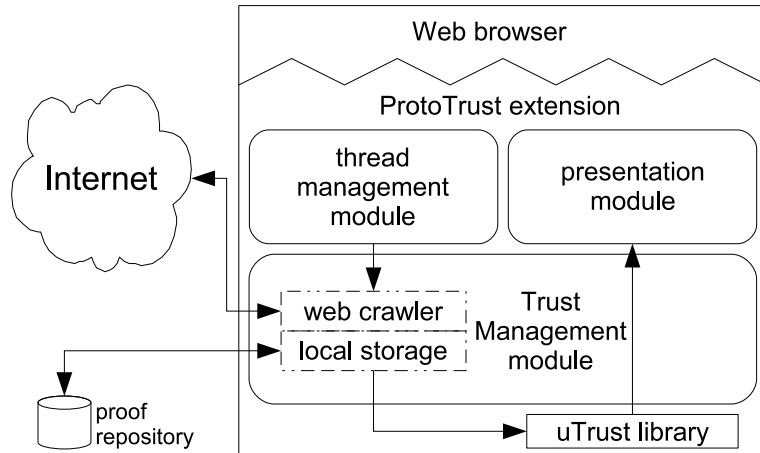 Web browser
ProtoTrust extension
Internet
thread
management
module
presentation
module
web crawler
local storage
Trust
Management
module
proof
repository
uTrust library